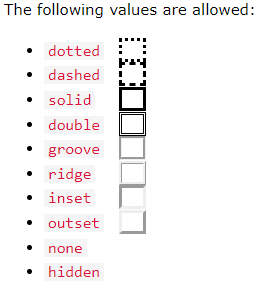 The following values are allowed:
dotted
dashed
solid
double
groove
ridge
inset
outset
none
hidden